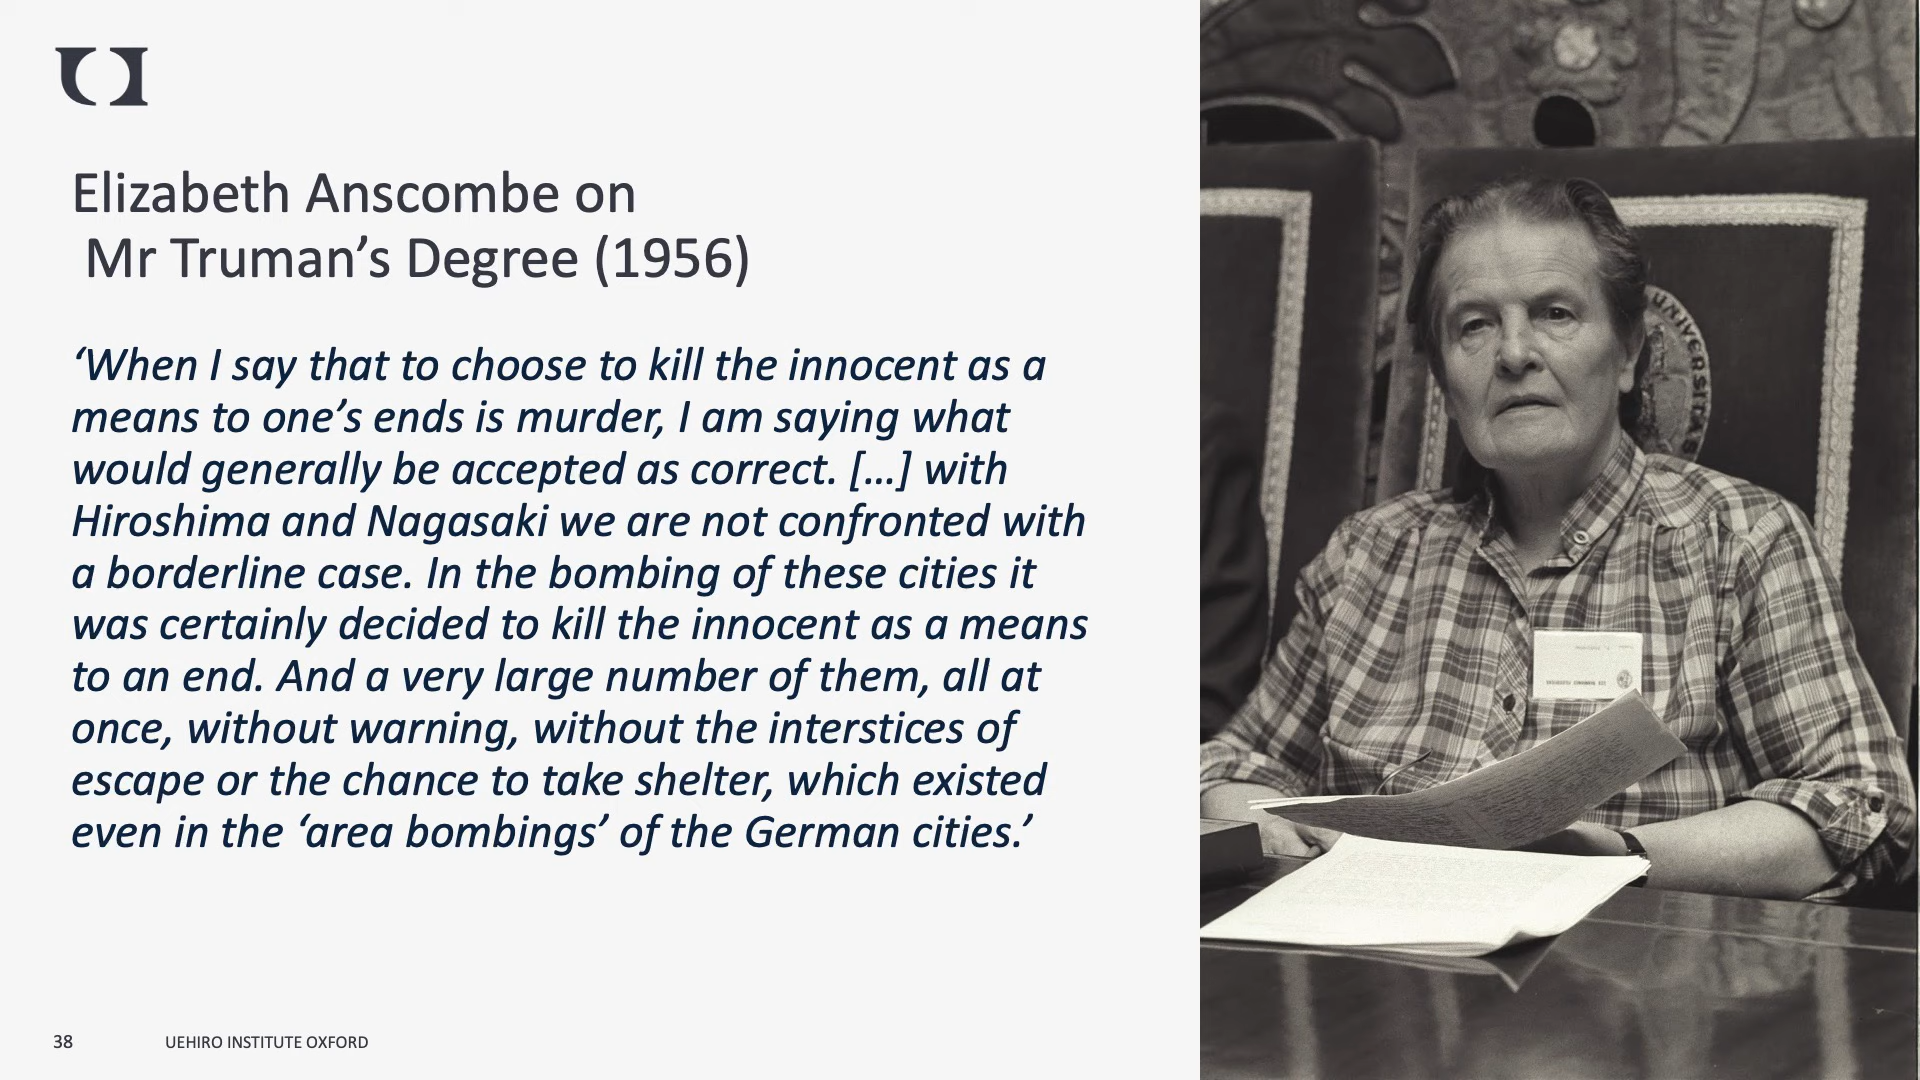 Elizabeth Anscombe on
Mr Truman’s Degree (1956)
‘When I say that to choose to kill the innocent as a
means to one’s ends is murder, I am saying what
would generally be accepted as correct. […] with
Hiroshima and Nagasaki we are not confronted with
a borderline case. In the bombing of these cities it
was certainly decided to kill the innocent as a means
to an end. And a very large number of them, all at
once, without warning, without the interstices of
escape or the chance to take shelter, which existed
even in the ‘area bombings’ of the German cities.’
UNIVERSITAS
38
UEHIRO INSTITUTE OXFORD